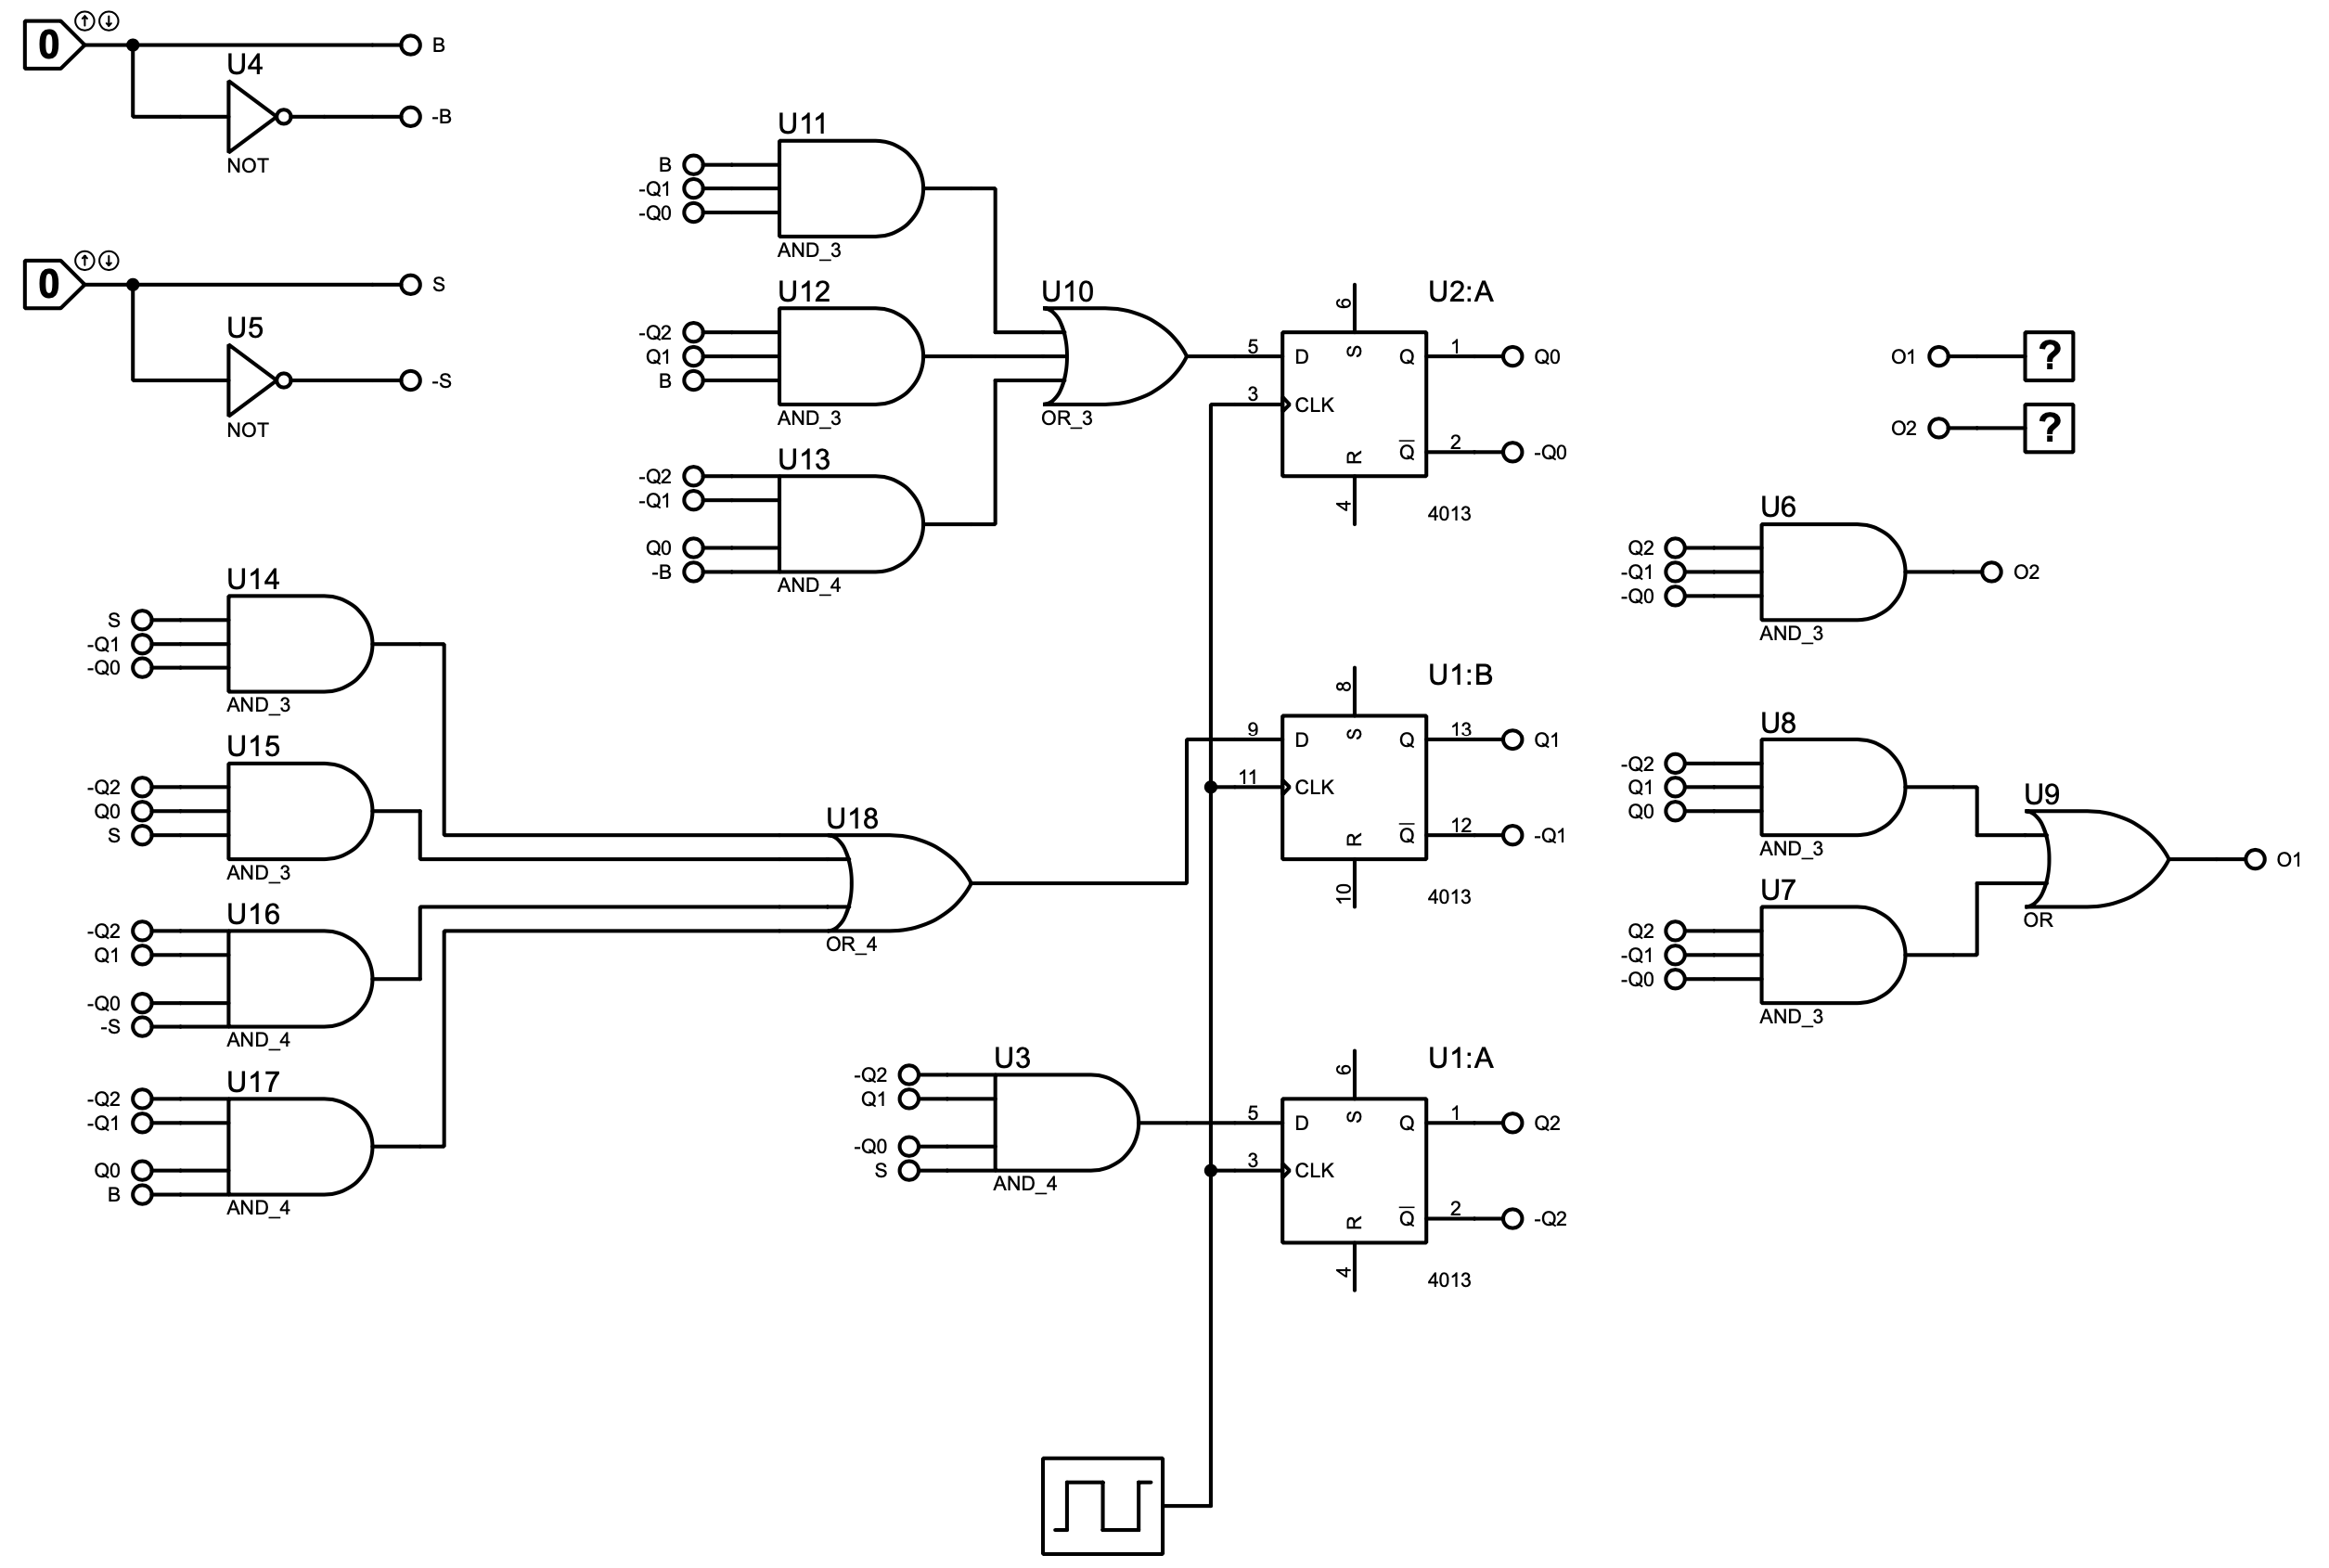 0
B
U4
-B
NOT
0
S
U5
-S
NOT
U11
B
-Q1
-Q0
AND_3
U12
-Q2
Q1
B
AND_3
U13
-Q2
-Q1
Q0
-B
AND_4
U10
OR_3
U2:A
6
S
5
D
Q
1
Q0
3
CLK
Q
2
-Q0
R
4
4013
O1
?
O2
?
U6
Q2
-Q1
-Q0
O2
AND_3
U14
S
-Q1
-Q0
AND_3
U15
-Q2
Q0
S
AND_3
U16
-Q2
Q1
-Q0
-S
AND_4
U17
-Q2
-Q1
Q0
B
AND_4
U18
OR_4
U1:B
8
S
9
D
Q
13
Q1
11
CLK
Q
12
-Q1
R
10
4013
U8
-Q2
Q1
Q0
AND_3
U9
O1
OR
U7
Q2
-Q1
-Q0
AND_3
U3
-Q2
Q1
-Q0
S
AND_4
U1:A
6
S
5
D
Q
1
Q2
3
CLK
Q
2
-Q2
R
4
4013